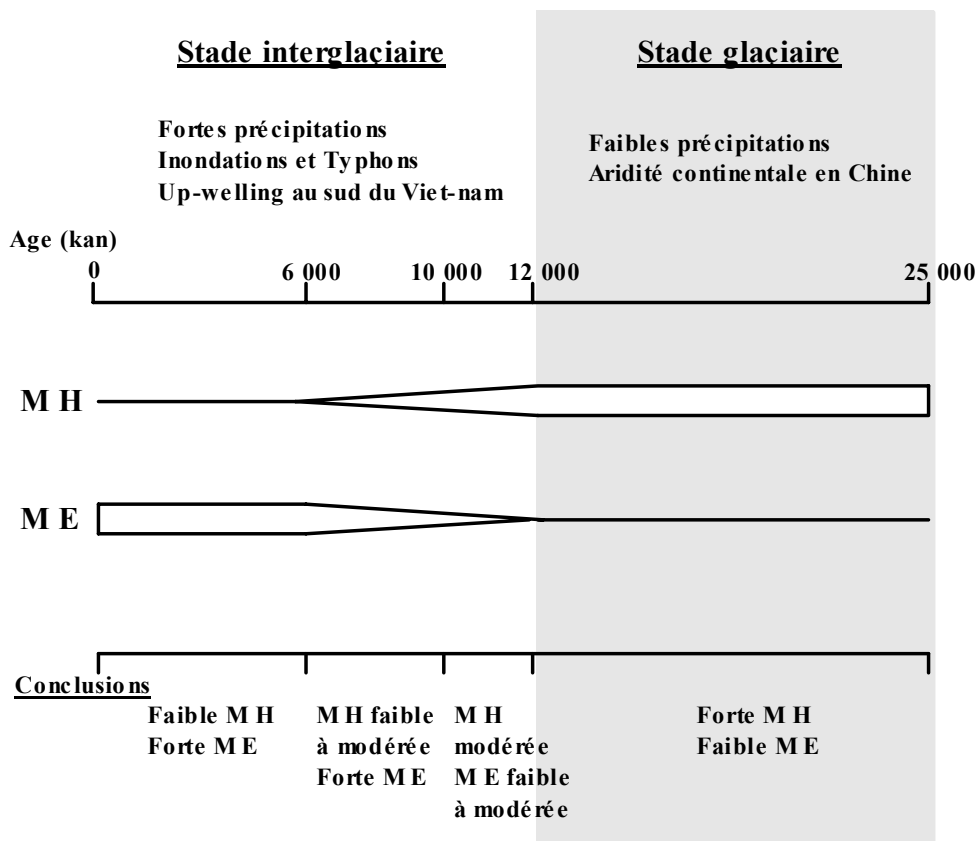 Stade interglaçiaire
Stade glaçiaire
Fortes précipitations
Inondations et Typhons
Up-welling au sud du Viet-nam
Faibles précipitations
Aridité continentale en Chine
Age (kan)
0
6 000
10 000
12 000
25 000
M H
M E
Conclusions
Faible M H
Forte M E
M H faible
à modérée
Forte M E
M H
modérée
M E faible
à modérée
Forte M H
Faible M E